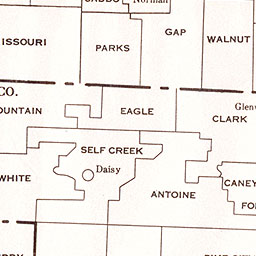 Norman
GAP
WALNUT
ISSOURI
PARKS
CO.
OUNTAIN
EAGLE
Glen
CLARK
SELF CREEK
Daisy
WHITE
ANTOINE
CANEY
FO